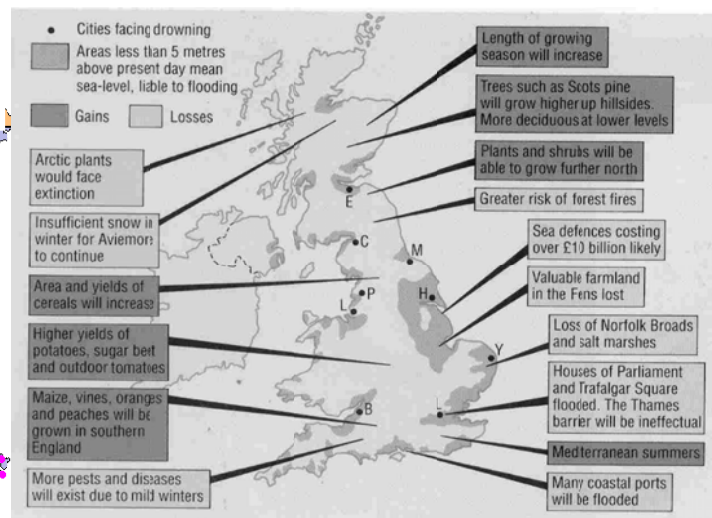 Cities facing drowning
Areas less than 5 metres
above present day mean
sea-level, liable to flooding
Gains
Losses
Arctic plants
would face
extinction
Insufficient snow in
winter for Aviemore
to continue
Area and yields of
cereals will increase
Higher yields of
potatoes, sugar beet
and outdoor tomatoes
Maize, vines, oranges
and peaches will be
grown in southern
England
More pests and diseases
will exist due to mild winters
Length of growing
season will increase
Trees such as Scots pine
will grow higher up hillsides.
More deciduous at lower levels
Plants and shrubs will be
able to grow further north
Greater risk of forest fires
Sea defences costing
over £10 billion likely
Valuable farmland
in the Fens lost
Loss of Norfolk Broads
and salt marshes
Houses of Parliament
and Trafalgar Square
flooded. The Thames
barrier will be ineffectual
Mediterranean summers
Many coastal ports
will be flooded
E
C
M
P
H
L
Y
B
L